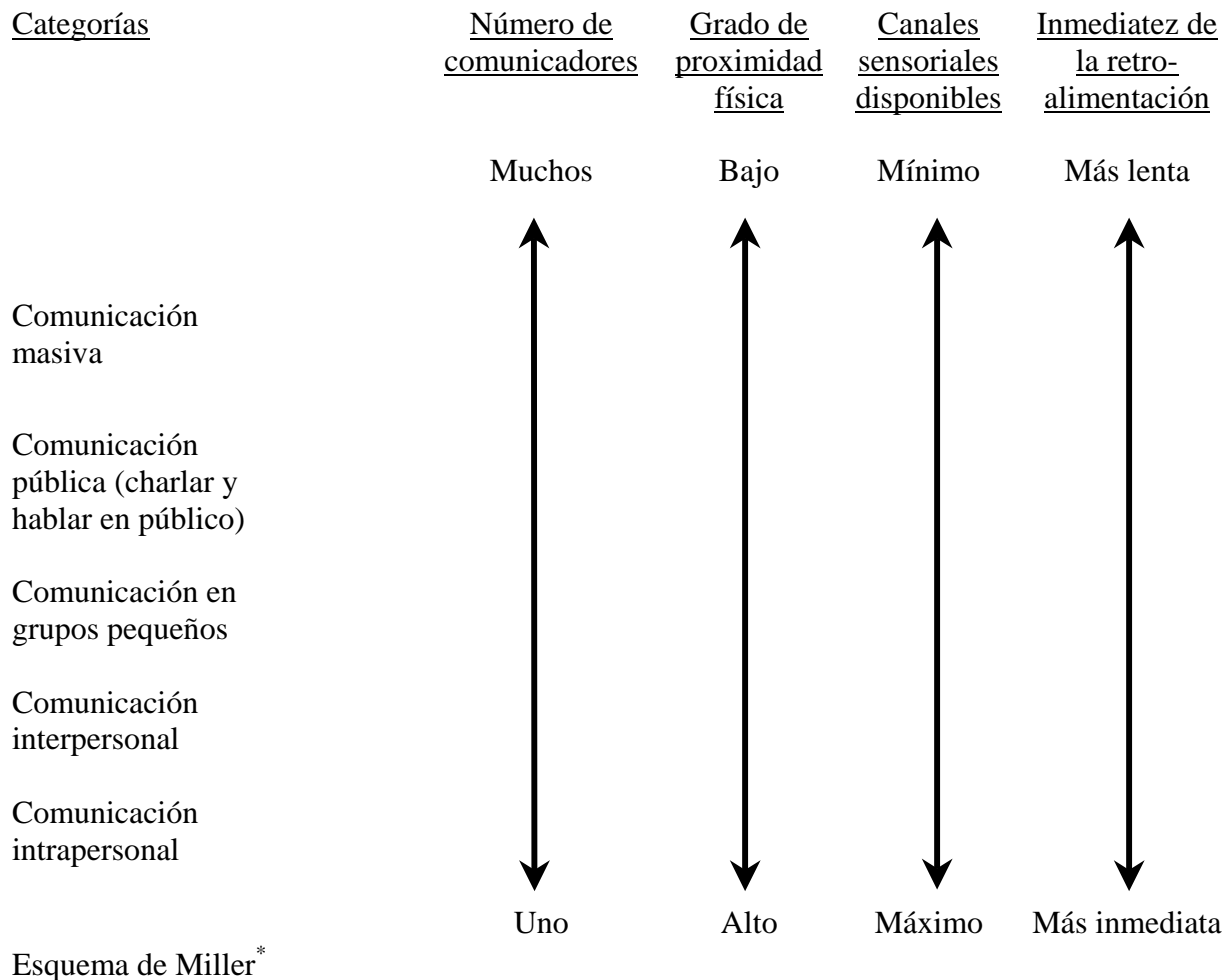 Categorías Número de Grado de Canales Inmediatez de
comunicadores proximidad sensoriales la retro-
física disponibles alimentación
Muchos Bajo Mínimo Más lenta
Comunicación
masiva
Comunicación
pública (charlar y
hablar en público)
Comunicación en
grupos pequeños
Comunicación
interpersonal
Comunicación
intrapersonal
Uno Alto Máximo Más inmediata
Esquema de Miller*